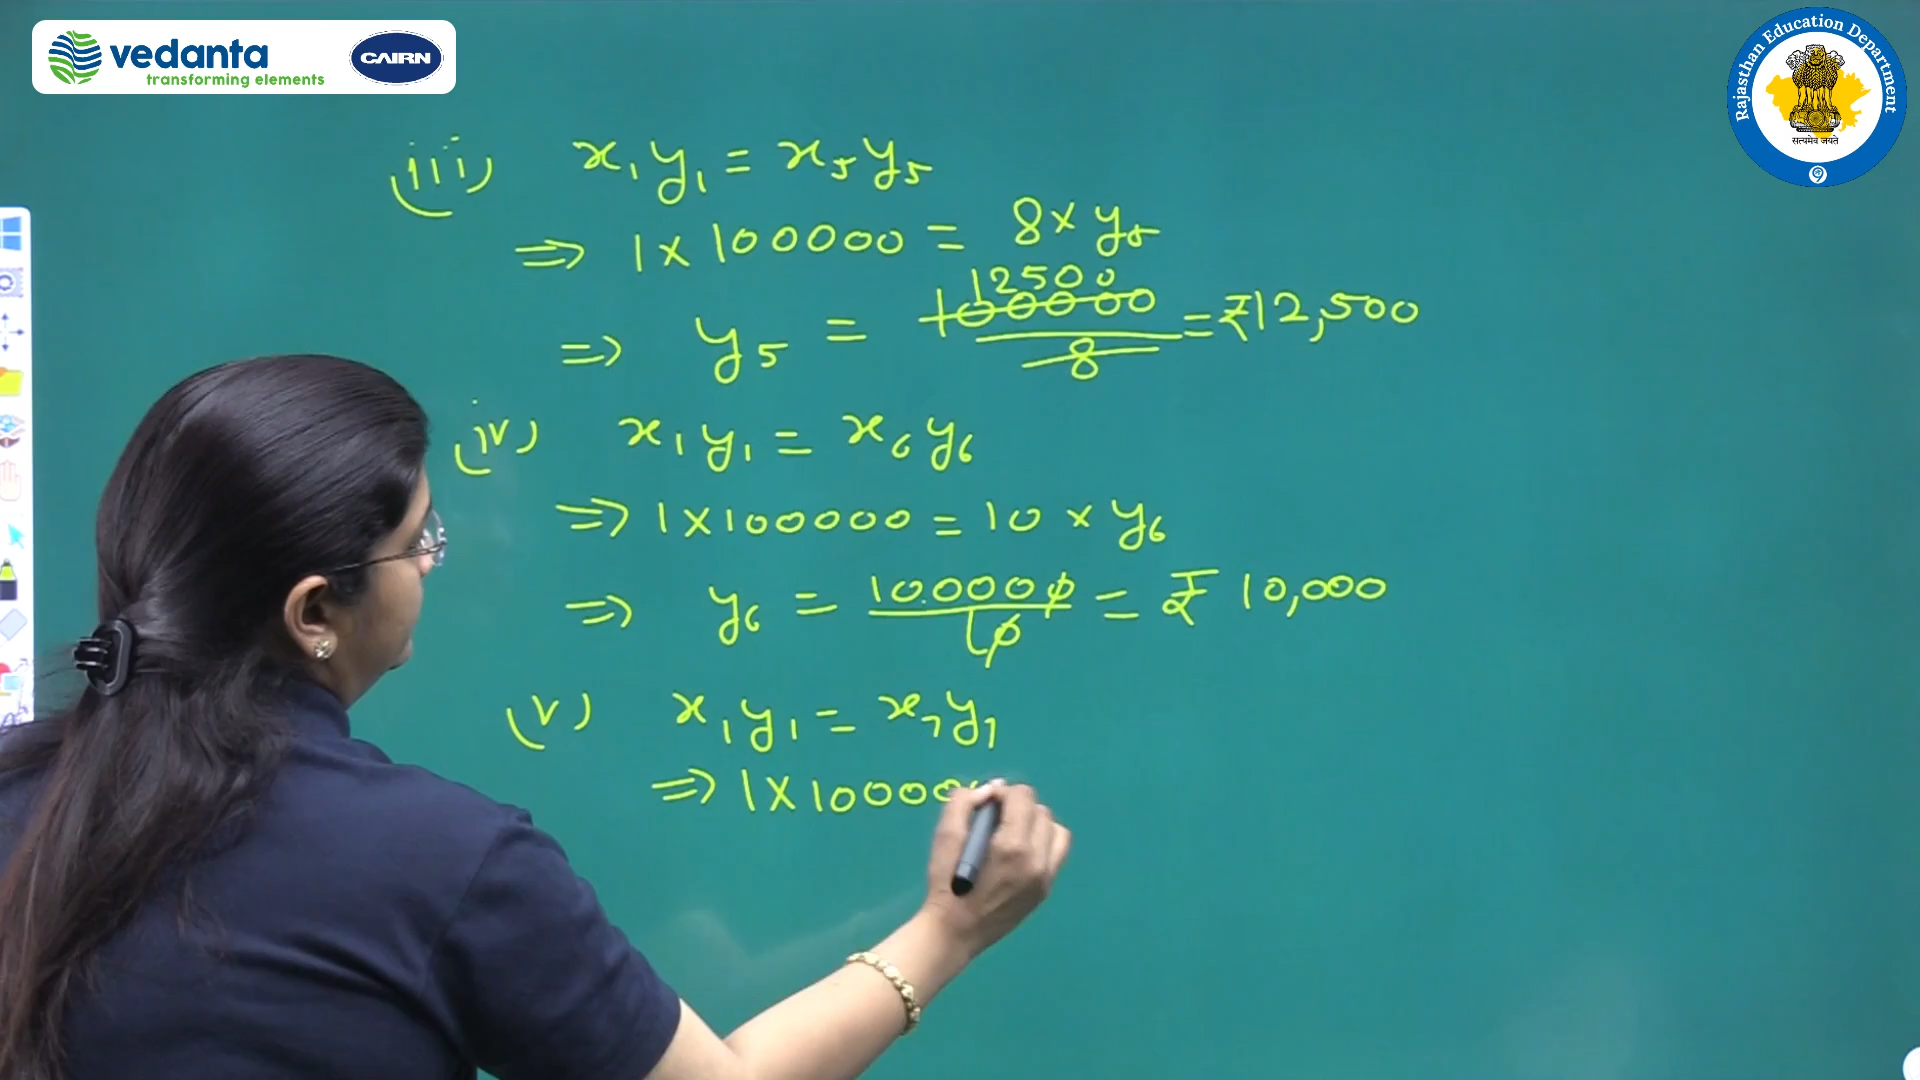 vedanta
transforming elements
CAIRN
Rajasthan Education Department
सत्यमेव जयते
(iii) x₁y₁ = x₅y₅
⇒ 1 × 100000 = 8 × y₅
12500
⇒ y₅ = 100000/8 = ₹12,500
(iv) x₁y₁ = x₆y₆
⇒ 1 × 100000 = 10 × y₆
⇒ y₆ = 100000/10 = ₹ 10,000
(v) x₁y₁ = x₇y₇
⇒ 1 × 10000